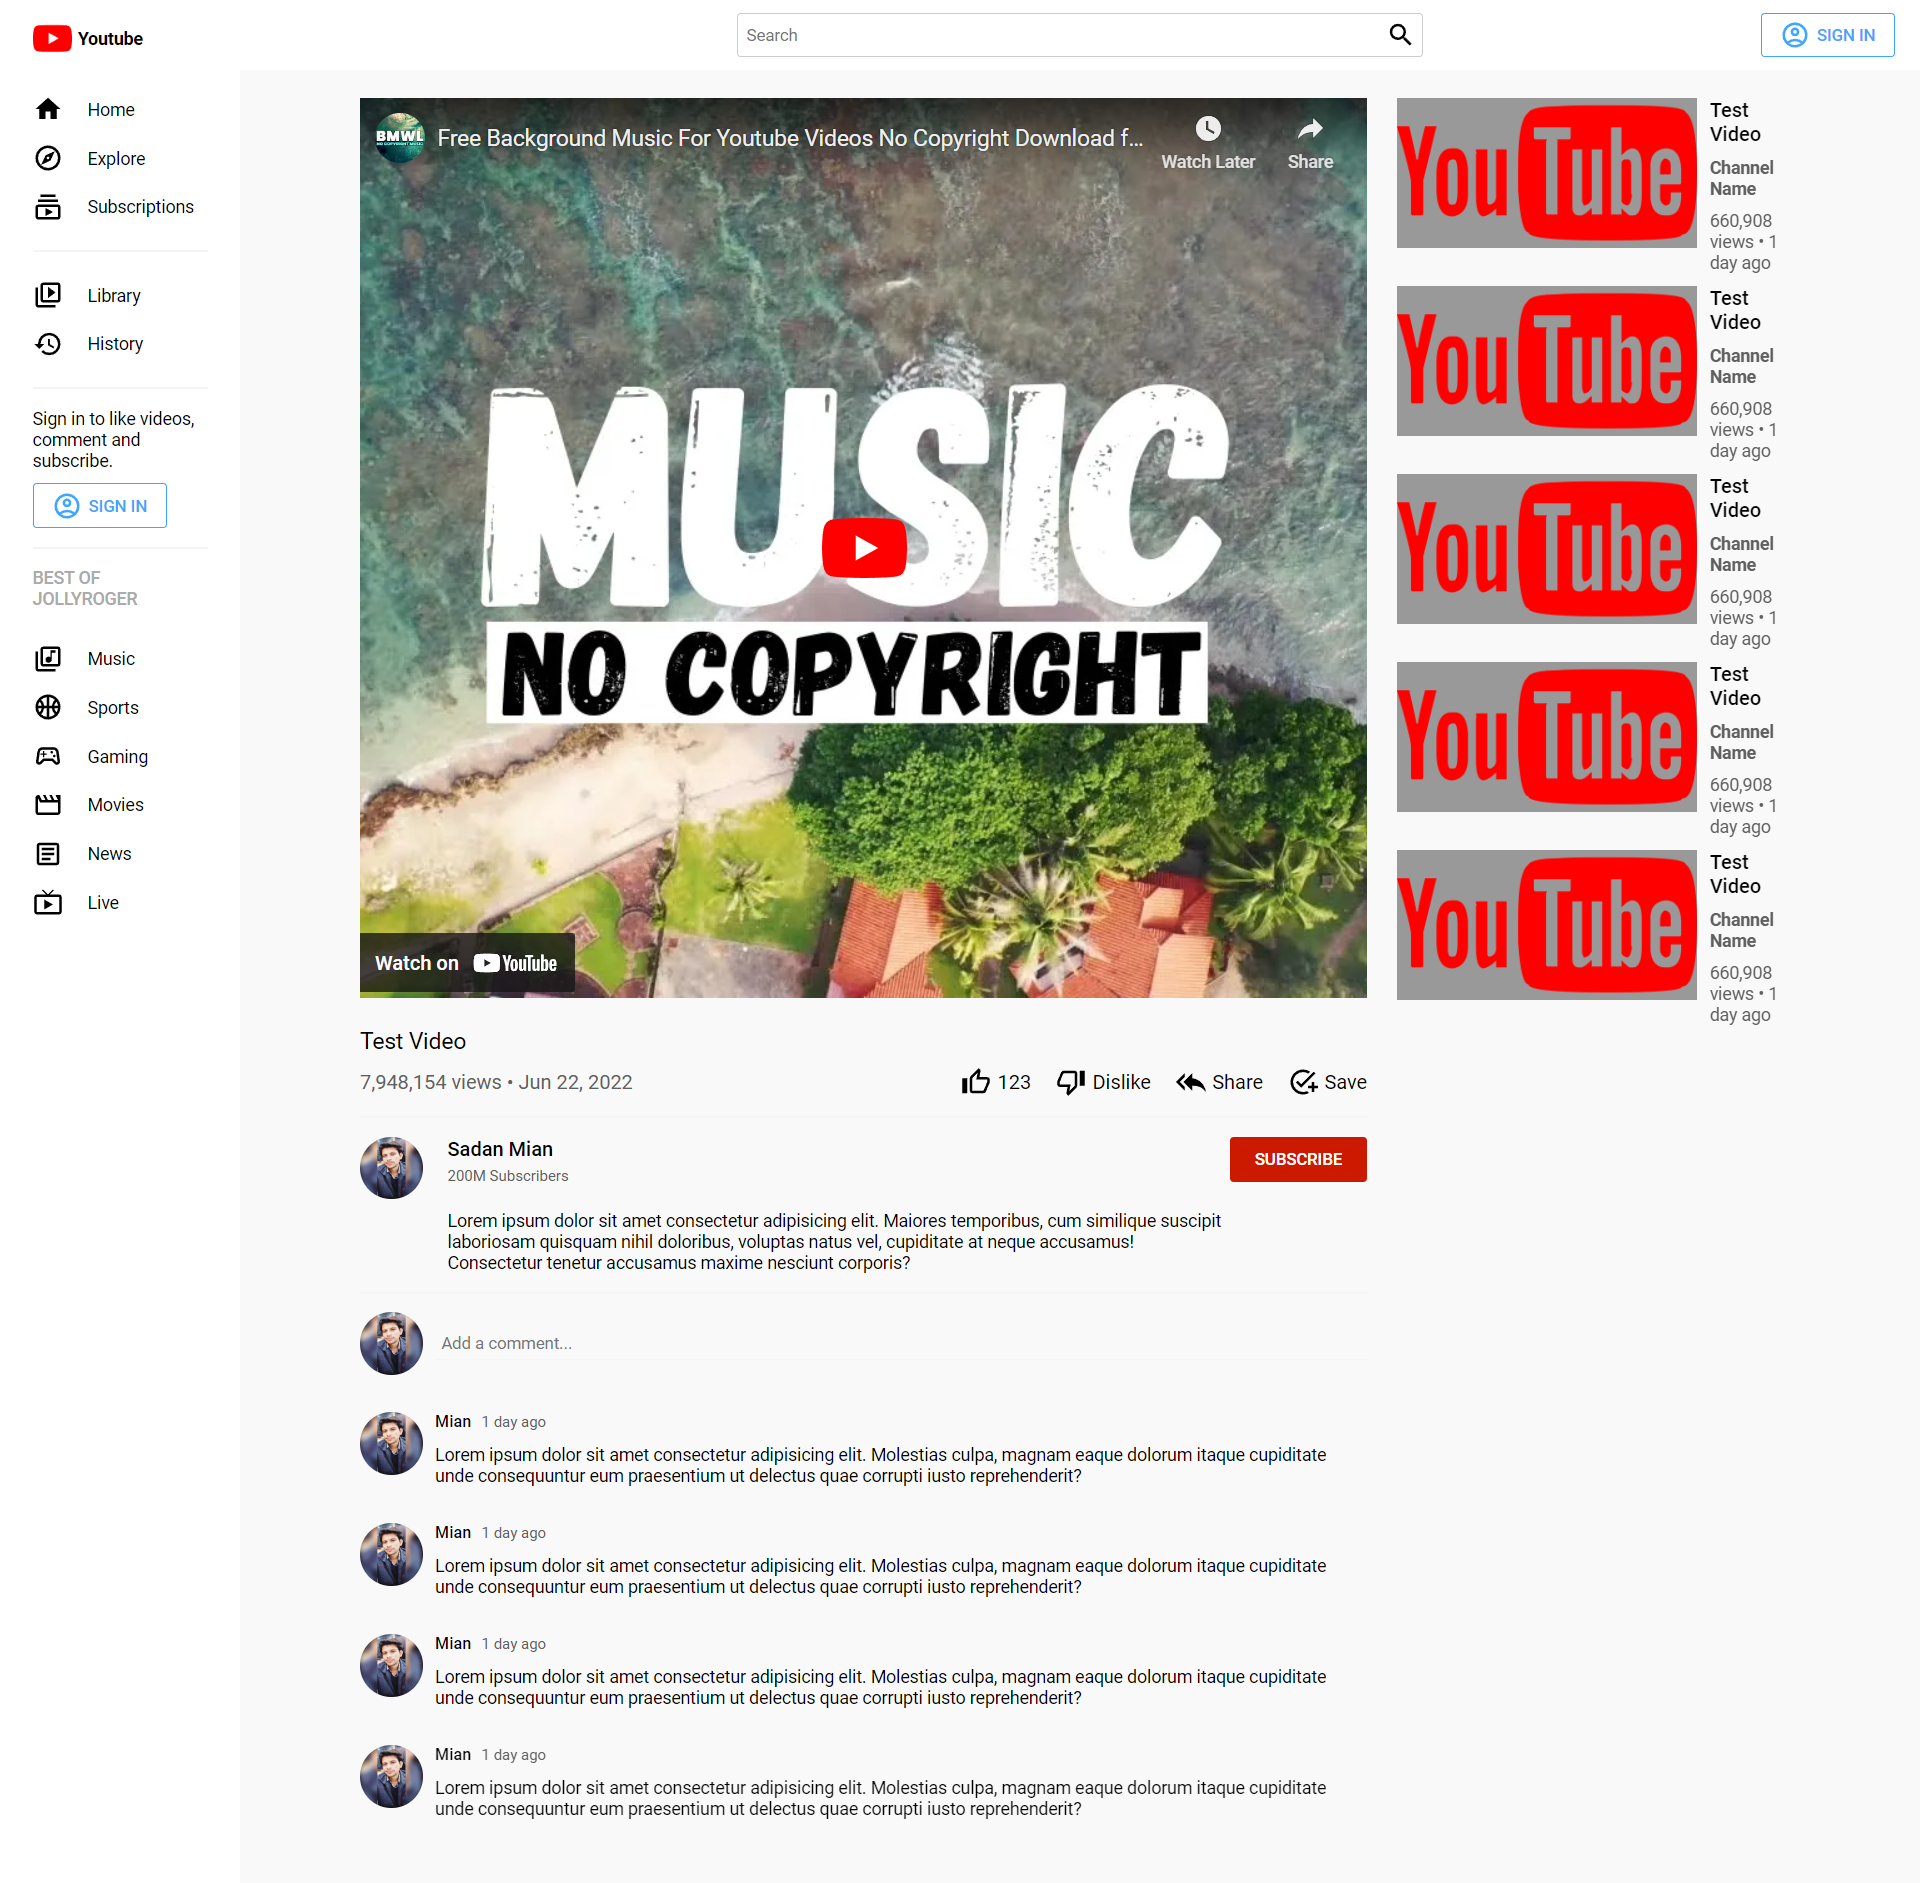 Youtube
Search
SIGN IN
Home
Explore
Subscriptions
Library
History
Sign in to like videos,
comment and
subscribe.
SIGN IN
BEST OF
JOLLYROGER
Music
Sports
Gaming
Movies
News
Live
BMWL
NO COPYRIGHT MUSIC
Free Background Music For Youtube Videos No Copyright Download f...
Watch Later
Share
MUSIC
NO COPYRIGHT
Watch on YouTube
Test Video
7,948,154 views • Jun 22, 2022
123
Dislike
Share
Save
Sadan Mian
200M Subscribers
SUBSCRIBE
Lorem ipsum dolor sit amet consectetur adipisicing elit. Maiores temporibus, cum similique suscipit
laboriosam quisquam nihil doloribus, voluptas natus vel, cupiditate at neque accusamus!
Consectetur tenetur accusamus maxime nesciunt corporis?
Add a comment...
Mian 1 day ago
Lorem ipsum dolor sit amet consectetur adipisicing elit. Molestias culpa, magnam eaque dolorum itaque cupiditate
unde consequuntur eum praesentium ut delectus quae corrupti iusto reprehenderit?
Mian 1 day ago
Lorem ipsum dolor sit amet consectetur adipisicing elit. Molestias culpa, magnam eaque dolorum itaque cupiditate
unde consequuntur eum praesentium ut delectus quae corrupti iusto reprehenderit?
Mian 1 day ago
Lorem ipsum dolor sit amet consectetur adipisicing elit. Molestias culpa, magnam eaque dolorum itaque cupiditate
unde consequuntur eum praesentium ut delectus quae corrupti iusto reprehenderit?
Mian 1 day ago
Lorem ipsum dolor sit amet consectetur adipisicing elit. Molestias culpa, magnam eaque dolorum itaque cupiditate
unde consequuntur eum praesentium ut delectus quae corrupti iusto reprehenderit?
YouTube
Test
Video
Channel
Name
660,908
views • 1
day ago
YouTube
Test
Video
Channel
Name
660,908
views • 1
day ago
YouTube
Test
Video
Channel
Name
660,908
views • 1
day ago
YouTube
Test
Video
Channel
Name
660,908
views • 1
day ago
YouTube
Test
Video
Channel
Name
660,908
views • 1
day ago